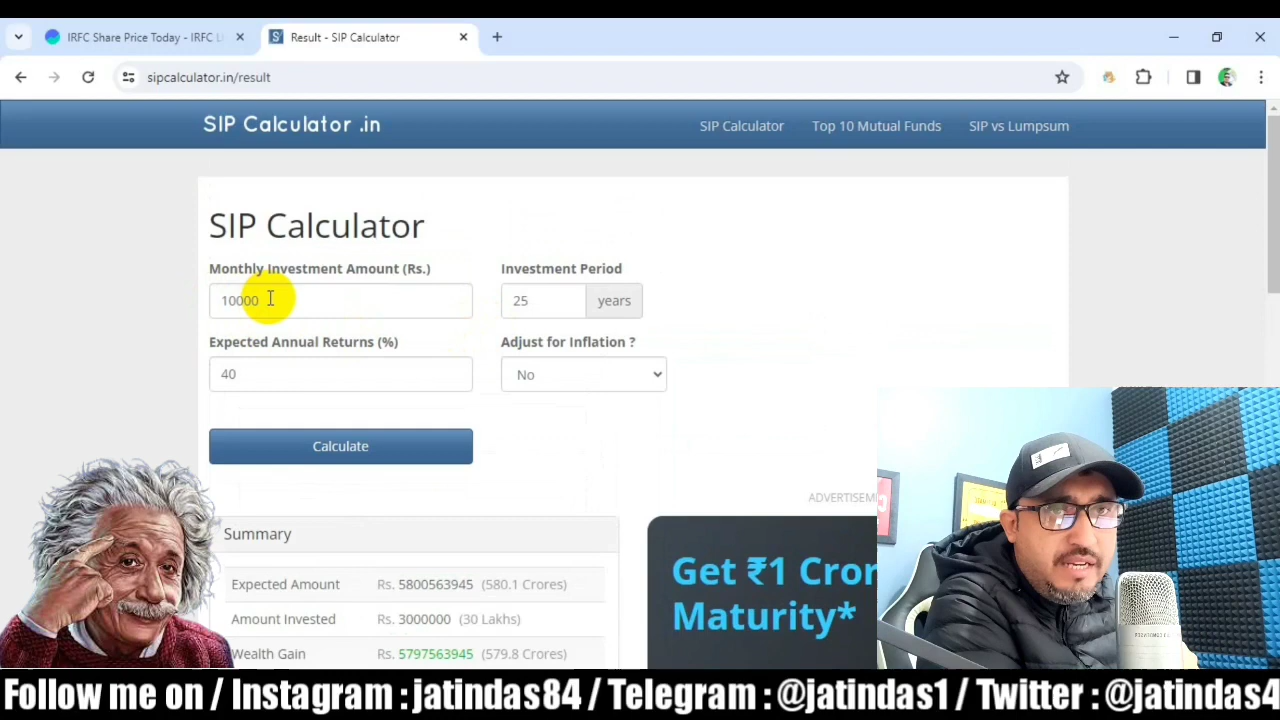 IRFC Share Price Today - IRFC L
Result - SIP Calculator
sipcalculator.in/result
SIP Calculator .in
SIP Calculator
Top 10 Mutual Funds
SIP vs Lumpsum
SIP Calculator
Monthly Investment Amount (Rs.)
Investment Period
10000
25
years
Expected Annual Returns (%)
Adjust for Inflation ?
40
No
Calculate
ADVERTISEM
Summary
Expected Amount
Rs. 5800563945 (580.1 Crores)
Amount Invested
Rs. 3000000 (30 Lakhs)
Wealth Gain
Rs. 5797563945 (579.8 Crores)
Get ₹1 Cror
Maturity*
Follow me on / Instagram : jatindas84 / Telegram : @jatindas1 / Twitter : @jatindas4